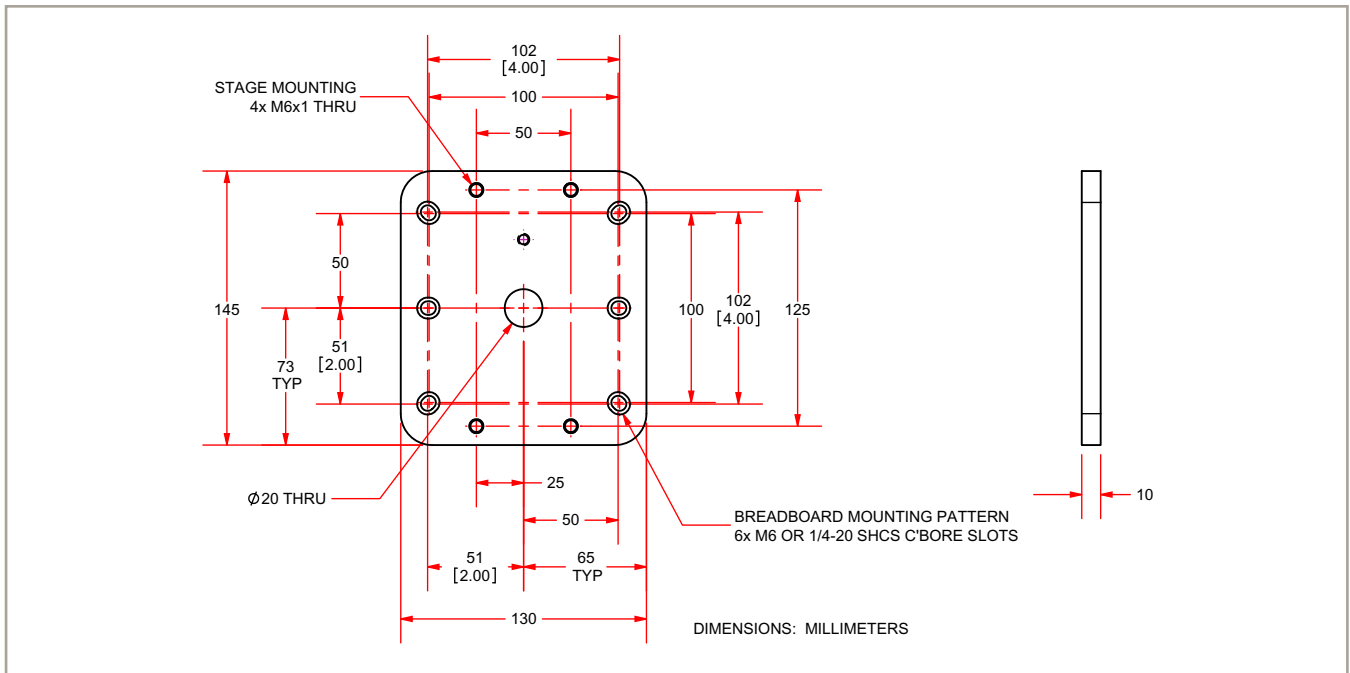 102
[4.00]
STAGE MOUNTING
4x M6x1 THRU
100
50
50
145
100
102
[4.00]
125
51
[2.00]
73
TYP
Ø20 THRU
25
10
50
BREADBOARD MOUNTING PATTERN
6x M6 OR 1/4-20 SHCS C'BORE SLOTS
51
[2.00]
65
TYP
130
DIMENSIONS: MILLIMETERS